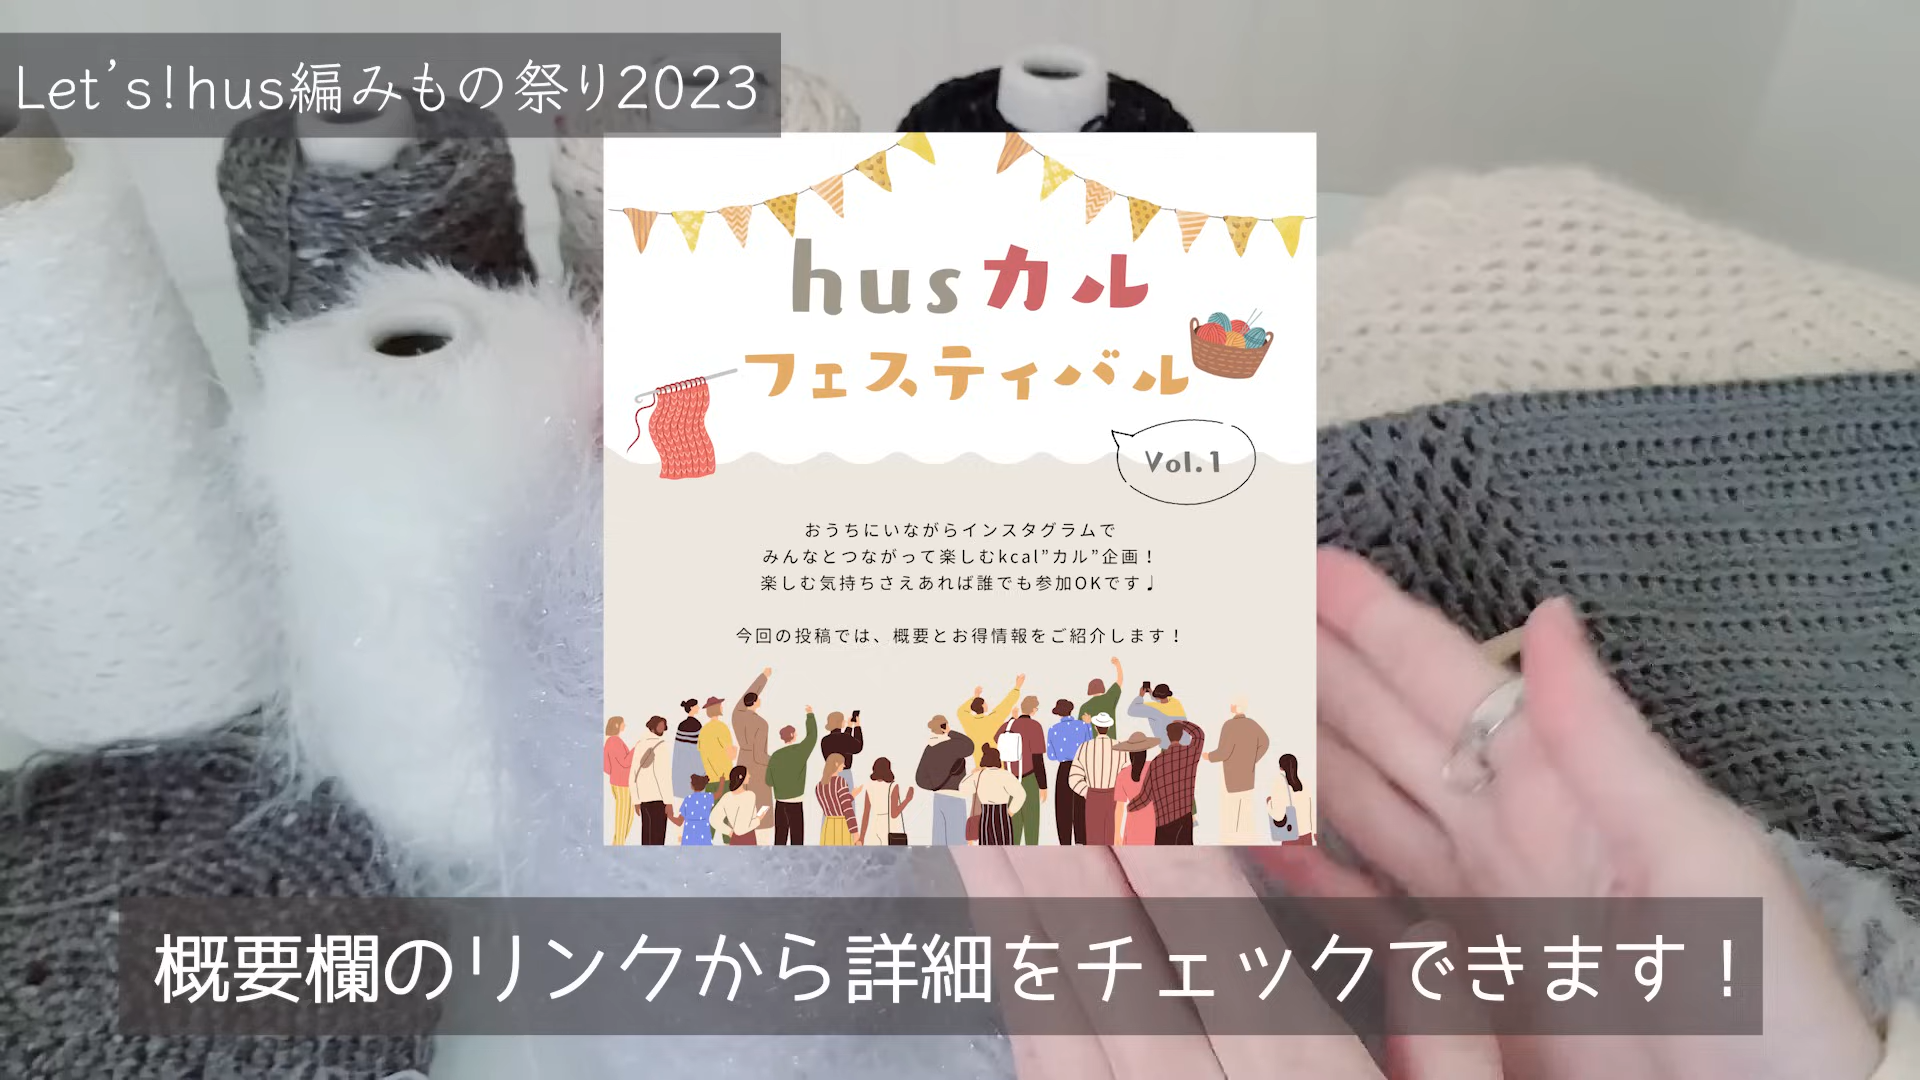 Let's!hus編みもの祭り2023
husカル
フェスティバル
Vol.1
おうちにいながらインスタグラムで
みんなとつながって楽しむkcal”カル”企画！
楽しむ気持ちさえあれば誰でも参加OKです♩
今回の投稿では、概要とお得情報をご紹介します！
概要欄のリンクから詳細をチェックできます！